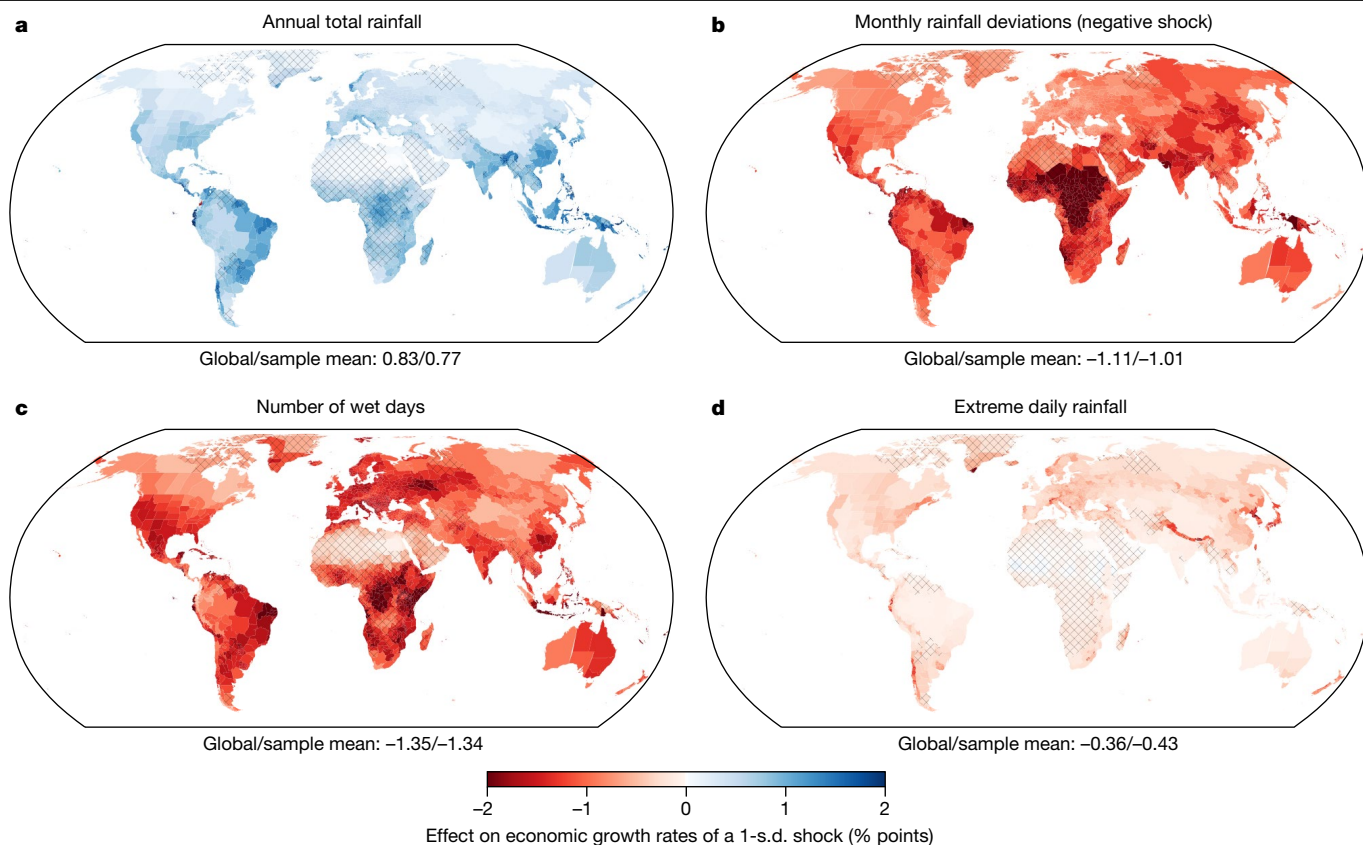 a
Annual total rainfall
Global/sample mean: 0.83/0.77
b
Monthly rainfall deviations (negative shock)
Global/sample mean: –1.11/–1.01
c
Number of wet days
Global/sample mean: –1.35/–1.34
d
Extreme daily rainfall
Global/sample mean: –0.36/–0.43
–2 –1 0 1 2
Effect on economic growth rates of a 1-s.d. shock (% points)